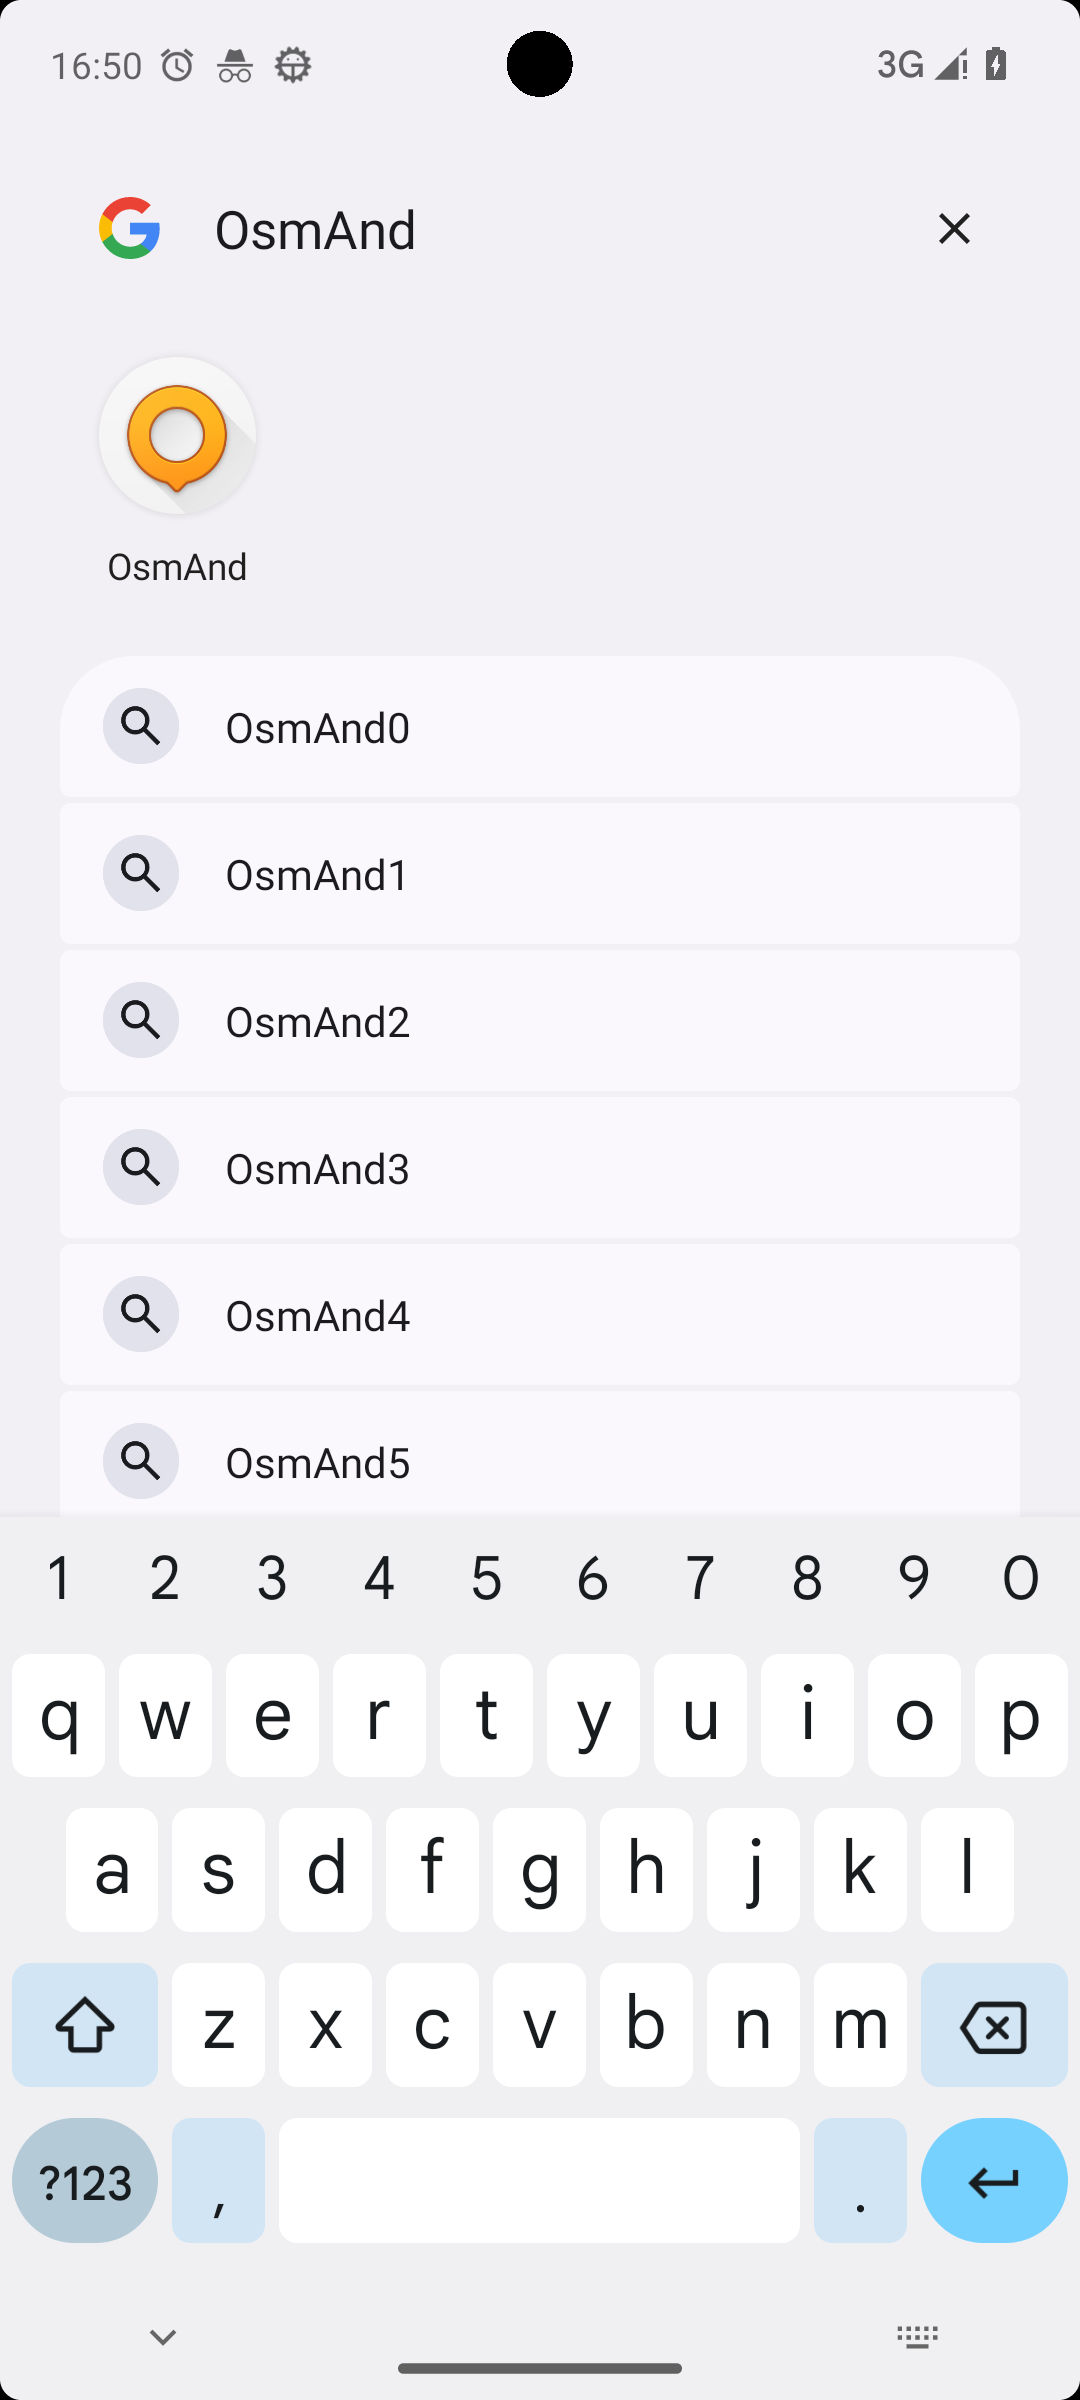 16:50
3G
OsmAnd
OsmAnd
OsmAnd0
OsmAnd1
OsmAnd2
OsmAnd3
OsmAnd4
OsmAnd5
1 2 3 4 5 6 7 8 9 0
q w e r t y u i o p
a s d f g h j k l
z x c v b n m
?123 , .